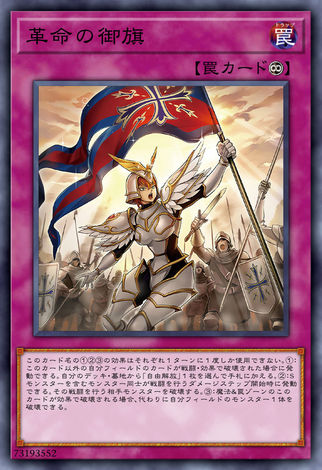 革命の御旗
トラップ
罠
【罠カード】
このカード名の①②③の効果はそれぞれ1ターンに1度しか使用できない。①:
このカード以外の自分フィールドのカードが戦闘・効果で破壊された場合に発
動できる。自分のデッキ・墓地から「自由解放」1枚を選んで手札に加える。②:S
モンスターを含むモンスター同士が戦闘を行うダメージステップ開始時に発動
できる。その戦闘を行う相手モンスターを破壊する。③:魔法&罠ゾーンのこの
カードが効果で破壊される場合、代わりに自分フィールドのモンスター1体を
破壊できる。
73193552